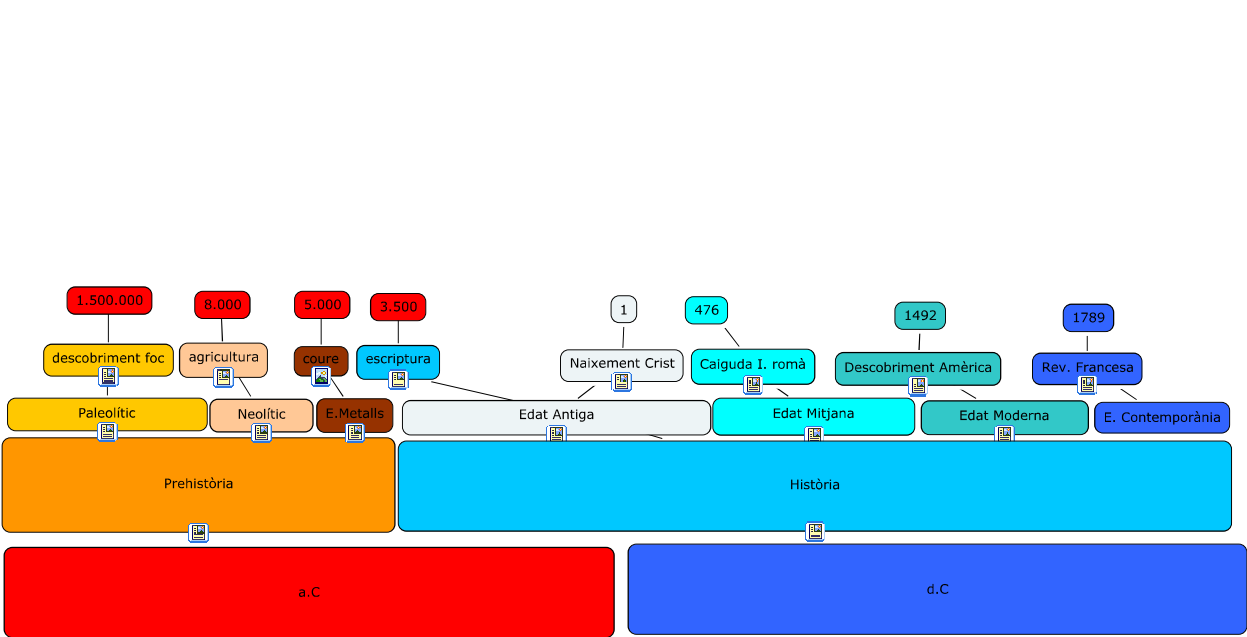 1.500.000
8.000
5.000
3.500
1
476
1492
1789
descobriment foc
agricultura
coure
escriptura
Naixement Crist
Caiguda I. romà
Descobriment Amèrica
Rev. Francesa
Paleolític
Neolític
E.Metalls
Edat Antiga
Edat Mitjana
Edat Moderna
E. Contemporània
Prehistòria
Història
a.C
d.C